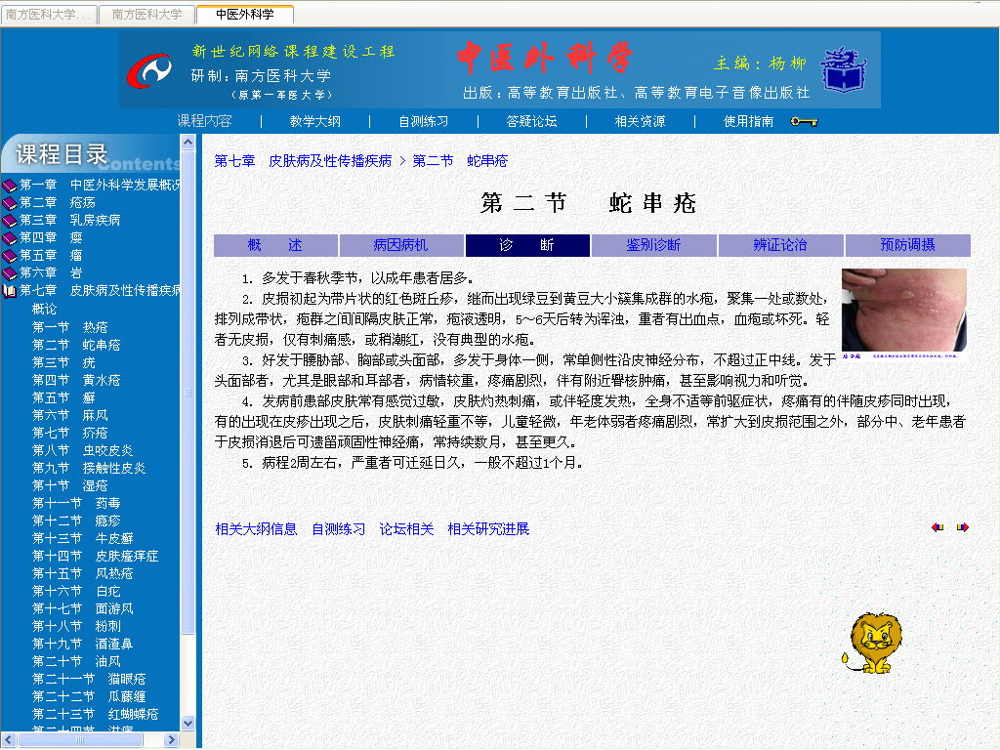 南方医科大学...
南方医科大学
中医外科学
新世纪网络课程建设工程
研制：南方医科大学
（原第一军医大学）
中医外科学
主编：杨柳
出版：高等教育出版社、高等教育电子音像出版社
课程内容 | 教学大纲 | 自测练习 | 答疑论坛 | 相关资源 | 使用指南
课程目录
Contents
第一章 中医外科学发展概况
第二章 疮疡
第三章 乳房疾病
第四章 瘿
第五章 瘤
第六章 岩
第七章 皮肤病及性传播疾病
概论
第一节 热疮
第二节 蛇串疮
第三节 疣
第四节 黄水疮
第五节 癣
第六节 麻风
第七节 疥疮
第八节 虫咬皮炎
第九节 接触性皮炎
第十节 湿疮
第十一节 药毒
第十二节 瘾疹
第十三节 牛皮癣
第十四节 皮肤瘙痒症
第十五节 风热疮
第十六节 白疕
第十七节 面游风
第十八节 粉刺
第十九节 酒渣鼻
第二十节 油风
第二十一节 猫眼疮
第二十二节 瓜藤缠
第二十三节 红蝴蝶疮
第二十四节 淋病
第七章 皮肤病及性传播疾病 > 第二节 蛇串疮
第二节 蛇串疮
概 述
病因病机
诊 断
鉴别诊断
辨证论治
预防调摄
1. 多发于春秋季节，以成年患者居多。
2. 皮损初起为带片状的红色斑丘疹，继而出现绿豆到黄豆大小簇集成群的水疱，聚集一处或数处，
排列成带状，疱群之间间隔皮肤正常，疱液透明，5～6天后转为浑浊，重者有出血点，血疱或坏死。轻
者无皮损，仅有刺痛感，或稍潮红，没有典型的水疱。
3. 好发于腰胁部、胸部或头面部，多发于身体一侧，常单侧性沿皮神经分布，不超过正中线。发于
头面部者，尤其是眼部和耳部者，病情较重，疼痛剧烈，伴有附近臖核肿痛，甚至影响视力和听觉。
4. 发病前患部皮肤常有感觉过敏，皮肤灼热刺痛，或伴轻度发热，全身不适等前驱症状，疼痛有的伴随皮疹同时出现，
有的出现在皮疹出现之后，皮肤刺痛轻重不等，儿童轻微，年老体弱者疼痛剧烈，常扩大到皮损范围之外，部分中、老年患者
于皮损消退后可遗留顽固性神经痛，常持续数月，甚至更久。
5. 病程2周左右，严重者可迁延日久，一般不超过1个月。
相关大纲信息 自测练习 论坛相关 相关研究进展